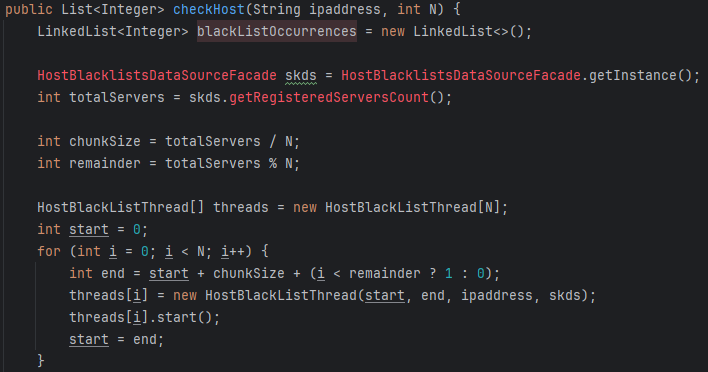 public List<Integer> checkHost(String ipaddress, int N) {
    LinkedList<Integer> blackListOccurrences = new LinkedList<>();

    HostBlacklistsDataSourceFacade skds = HostBlacklistsDataSourceFacade.getInstance();
    int totalServers = skds.getRegisteredServersCount();

    int chunkSize = totalServers / N;
    int remainder = totalServers % N;

    HostBlackListThread[] threads = new HostBlackListThread[N];
    int start = 0;
    for (int i = 0; i < N; i++) {
        int end = start + chunkSize + (i < remainder ? 1 : 0);
        threads[i] = new HostBlackListThread(start, end, ipaddress, skds);
        threads[i].start();
        start = end;
    }